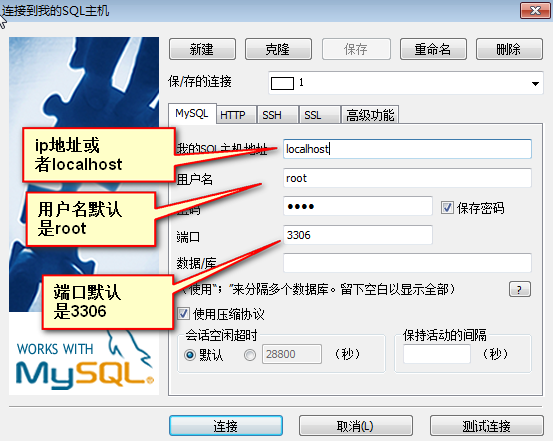 连接到我的SQL主机
新建
克隆
保存
重命名
删除
保/存的连接
1
MySQL
HTTP
SSH
SSL
高级功能
ip地址或
者localhost
我的SQL主机地址
localhost
用户名
root
用户名默认
是root
密码
••••
保存密码
端口
3306
数据/库
端口默认
是3306
(使用“；”来分隔多个数据库。留下空白以显示全部)
?
使用压缩协议
会话空闲超时
默认
28800
(秒)
保持活动的间隔
(秒)
WORKS WITH
MySQL®
连接
取消(L)
测试连接